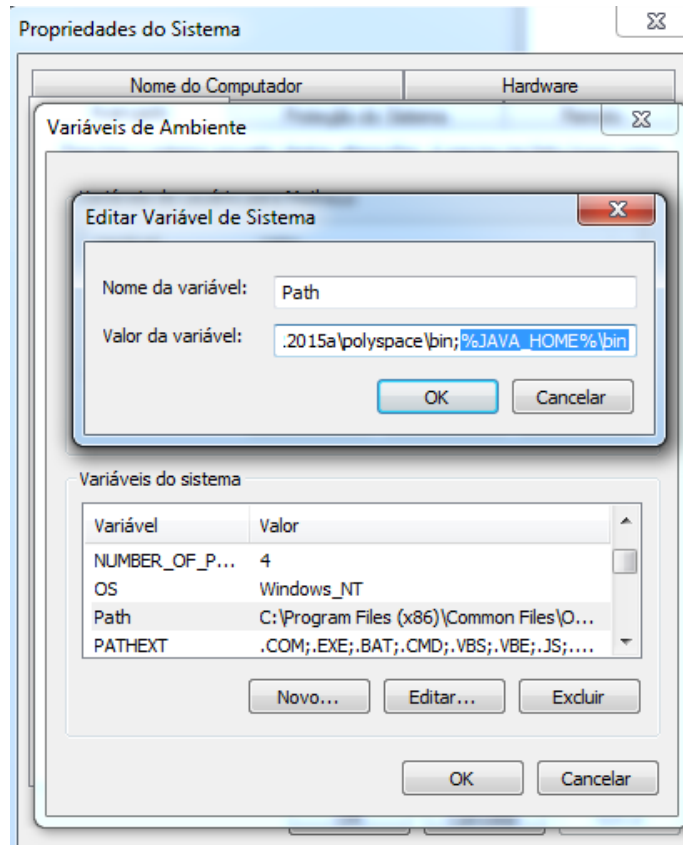 Propriedades do Sistema
Nome do Computador
Hardware
Variáveis de Ambiente
Editar Variável de Sistema
Nome da variável:
Path
Valor da variável:
.2015a\polyspace\bin;%JAVA_HOME%\bin
OK
Cancelar
Variáveis do sistema
Variável
Valor
NUMBER_OF_P...
4
OS
Windows_NT
Path
C:\Program Files (x86)\Common Files\O...
PATHEXT
.COM;.EXE;.BAT;.CMD;.VBS;.VBE;.JS;....
Novo...
Editar...
Excluir
OK
Cancelar